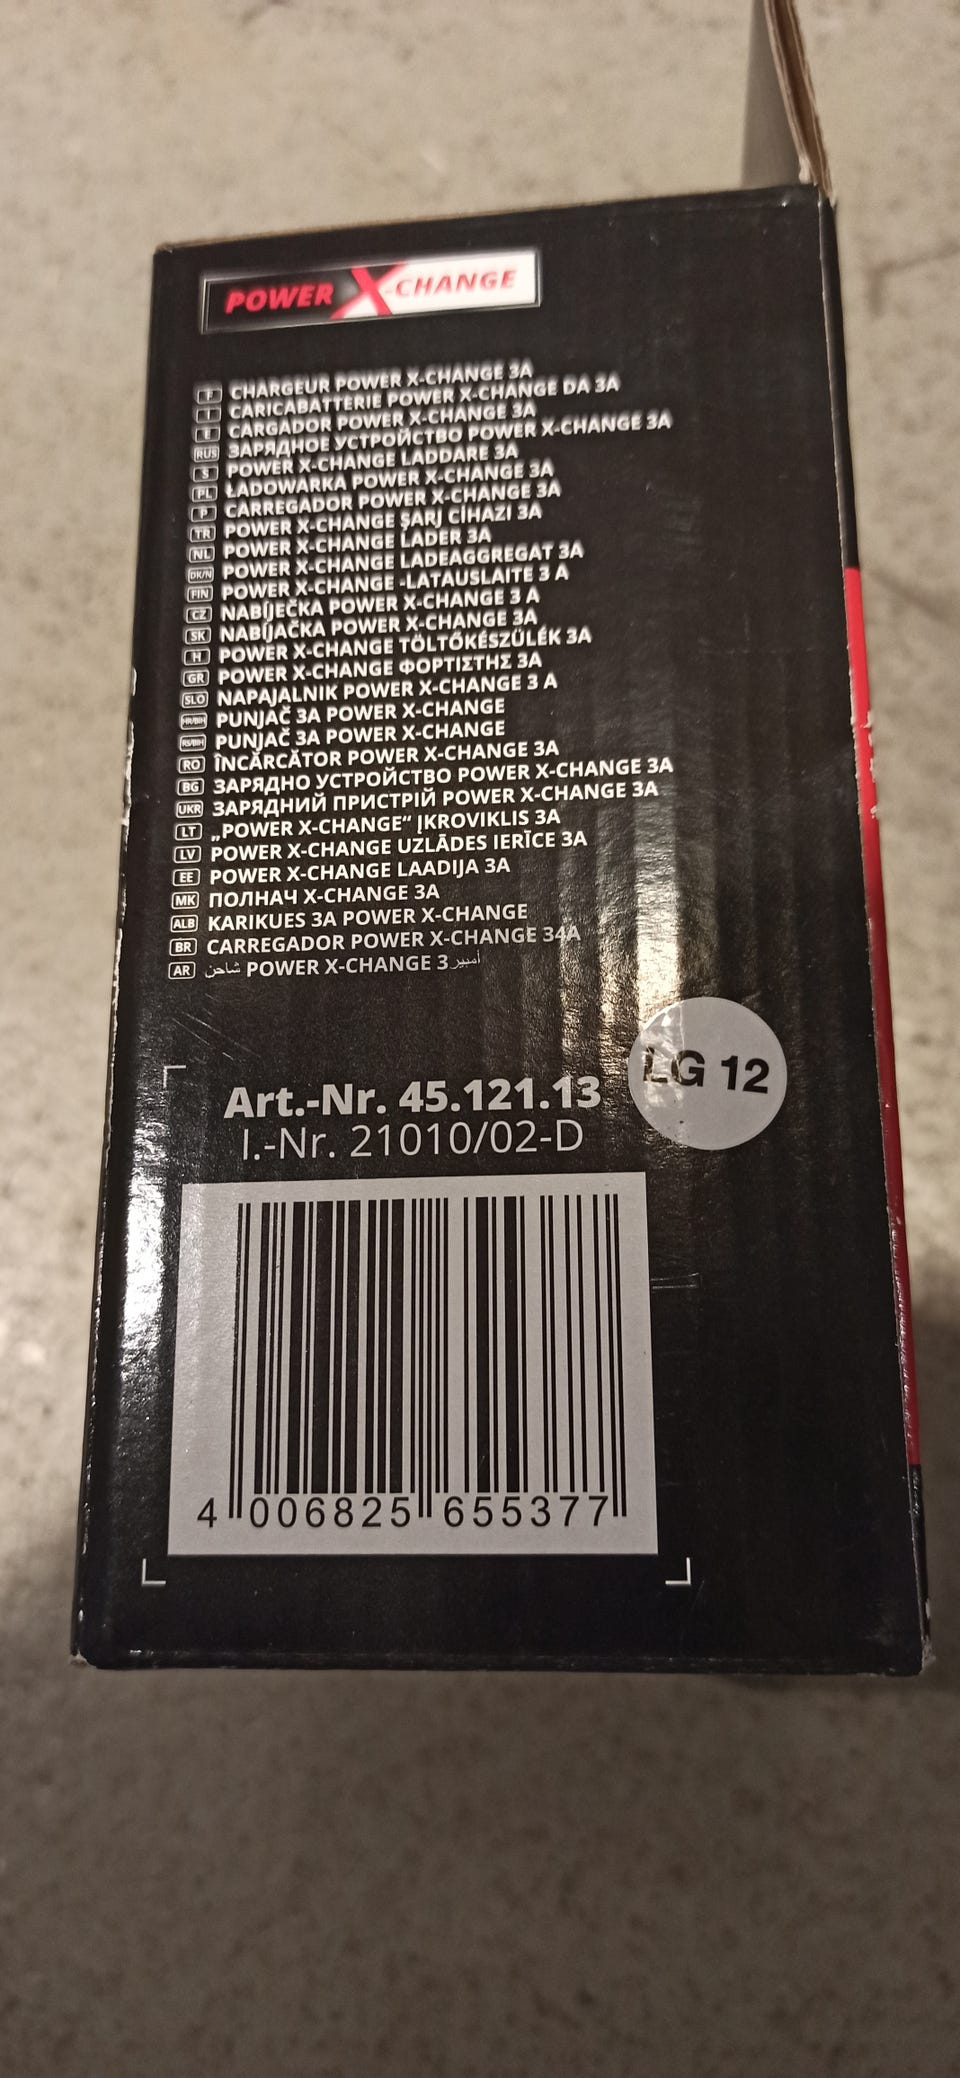 POWER X-CHANGE
F CHARGEUR POWER X-CHANGE 3A
I CARICABATTERIE POWER X-CHANGE DA 3A
E CARGADOR POWER X-CHANGE 3A
RUS ЗАРЯДНОЕ УСТРОЙСТВО POWER X-CHANGE 3A
S POWER X-CHANGE LADDARE 3A
PL ŁADOWARKA POWER X-CHANGE 3A
P CARREGADOR POWER X-CHANGE 3A
TR POWER X-CHANGE ŞARJ CİHAZI 3A
NL POWER X-CHANGE LADER 3A
DK/N POWER X-CHANGE LADEAGGREGAT 3A
FIN POWER X-CHANGE -LATAUSLAITE 3 A
CZ NABÍJEČKA POWER X-CHANGE 3 A
SK NABÍJAČKA POWER X-CHANGE 3A
H POWER X-CHANGE TÖLTŐKÉSZÜLÉK 3A
GR POWER X-CHANGE ΦΟΡΤΙΣΤΗΣ 3A
SLO NAPAJALNIK POWER X-CHANGE 3 A
HR/BIH PUNJAČ 3A POWER X-CHANGE
RS/BIH PUNJAČ 3A POWER X-CHANGE
RO ÎNCĂRCĂTOR POWER X-CHANGE 3A
BG ЗАРЯДНО УСТРОЙСТВО POWER X-CHANGE 3A
UKR ЗАРЯДНИЙ ПРИСТРІЙ POWER X-CHANGE 3A
LT „POWER X-CHANGE“ ĮKROVIKLIS 3A
LV POWER X-CHANGE UZLĀDES IERĪCE 3A
EE POWER X-CHANGE LAADIJA 3A
MK ПОЛНАЧ X-CHANGE 3A
ALB KARIKUES 3A POWER X-CHANGE
BR CARREGADOR POWER X-CHANGE 34A
AR شاحن POWER X-CHANGE 3 أمبير
LG 12
Art.-Nr. 45.121.13
I.-Nr. 21010/02-D
4 006825 655377